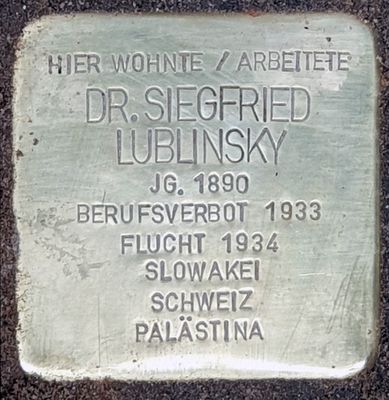 HIER WOHNTE / ARBEITETE
DR. SIEGFRIED
LUBLINSKY
JG. 1890
BERUFSVERBOT 1933
FLUCHT 1934
SLOWAKEI
SCHWEIZ
PALÄSTINA